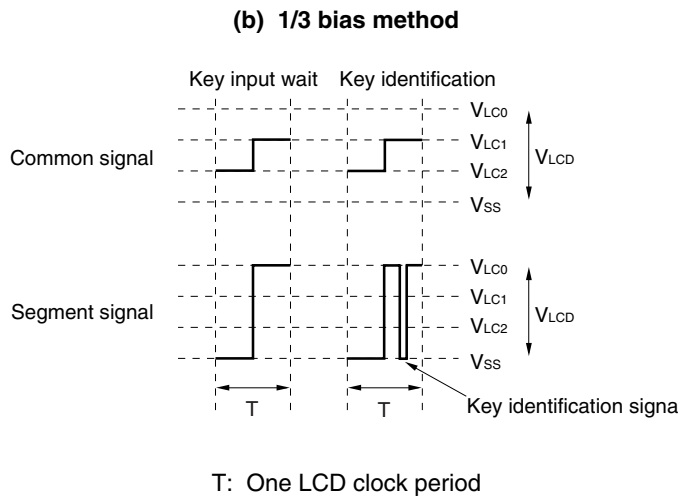 (b) 1/3 bias method
Key input wait Key identification
VLC0
Common signal
VLC1
VLC2
VSS
VLCD
Segment signal
VLC0
VLC1
VLC2
VSS
VLCD
T T
Key identification signa
T: One LCD clock period